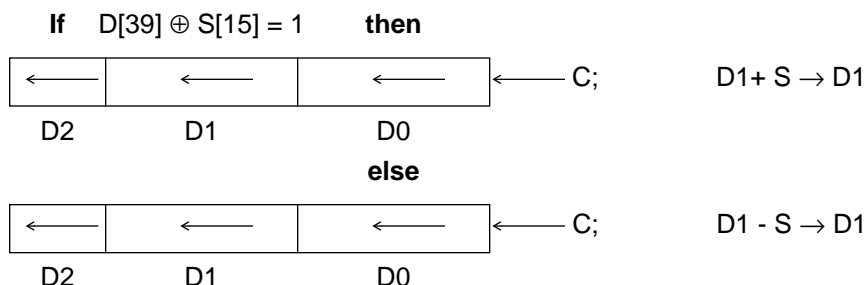 If D[39] ⊕ S[15] = 1 then
C; D1+ S → D1
D2 D1 D0
else
C; D1 - S → D1
D2 D1 D0